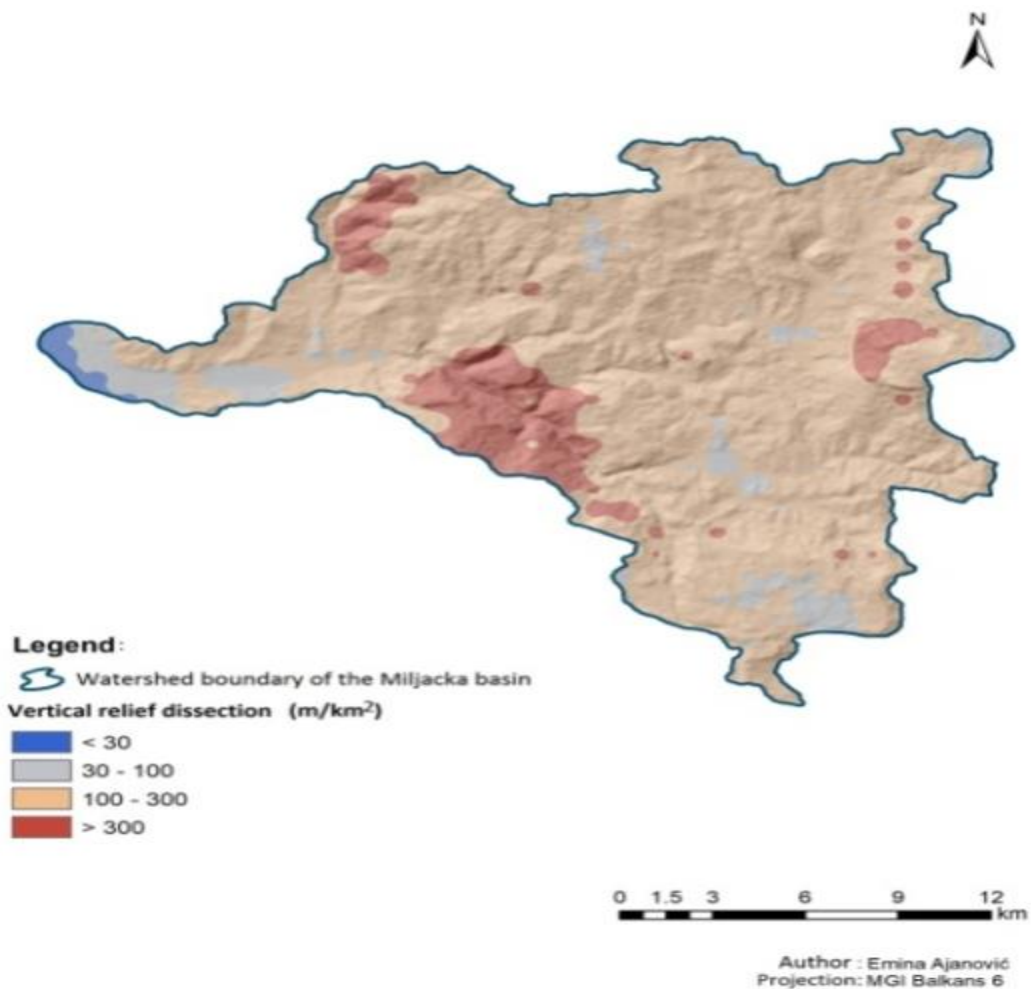 N
Legend:
Watershed boundary of the Miljacka basin
Vertical relief dissection (m/km²)
< 30
30 - 100
100 - 300
> 300
0 1.5 3 6 9 12
km
Author : Emina Ajanović
Projection: MGI Balkans 6